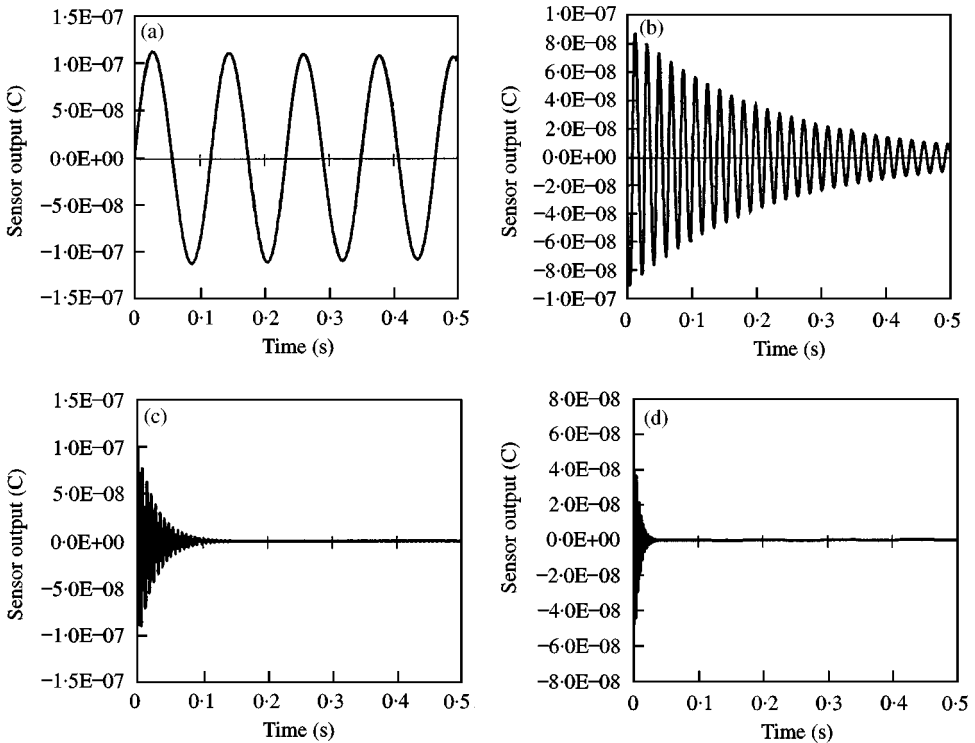 (a)
Sensor output (C)
1·5E−07
1·0E−07
5·0E−08
0·0E+00
−5·0E−08
−1·0E−07
−1·5E−07
0 0·1 0·2 0·3 0·4 0·5
Time (s)
(b)
Sensor output (C)
1·0E−07
8·0E−08
6·0E−08
4·0E−08
2·0E−08
0·0E+00
−2·0E−08
−4·0E−08
−6·0E−08
−8·0E−08
−1·0E−07
0 0·1 0·2 0·3 0·4 0·5
Time (s)
(c)
Sensor output (C)
1·5E−07
1·0E−07
5·0E−08
0·0E+00
−5·0E−08
−1·0E−07
−1·5E−07
0 0·1 0·2 0·3 0·4 0·5
Time (s)
(d)
Sensor output (C)
8·0E−08
6·0E−08
4·0E−08
2·0E−08
0·0E+00
−2·0E−08
−4·0E−08
−6·0E−08
−8·0E−08
0 0·1 0·2 0·3 0·4 0·5
Time (s)